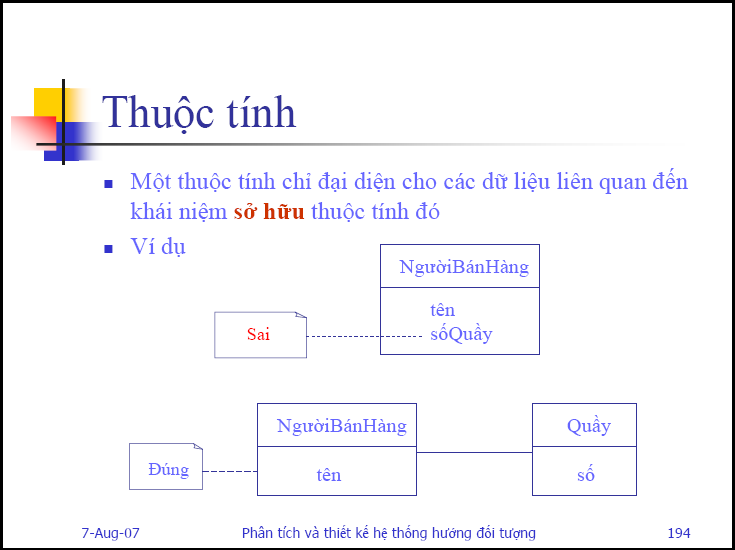 Thuộc tính
Một thuộc tính chỉ đại diện cho các dữ liệu liên quan đến
khái niệm sở hữu thuộc tính đó
Ví dụ
NgườiBánHàng
tên
sốQuầy
Sai
NgườiBánHàng
tên
Quầy
số
Đúng
7-Aug-07
Phân tích và thiết kế hệ thống hướng đối tượng
194